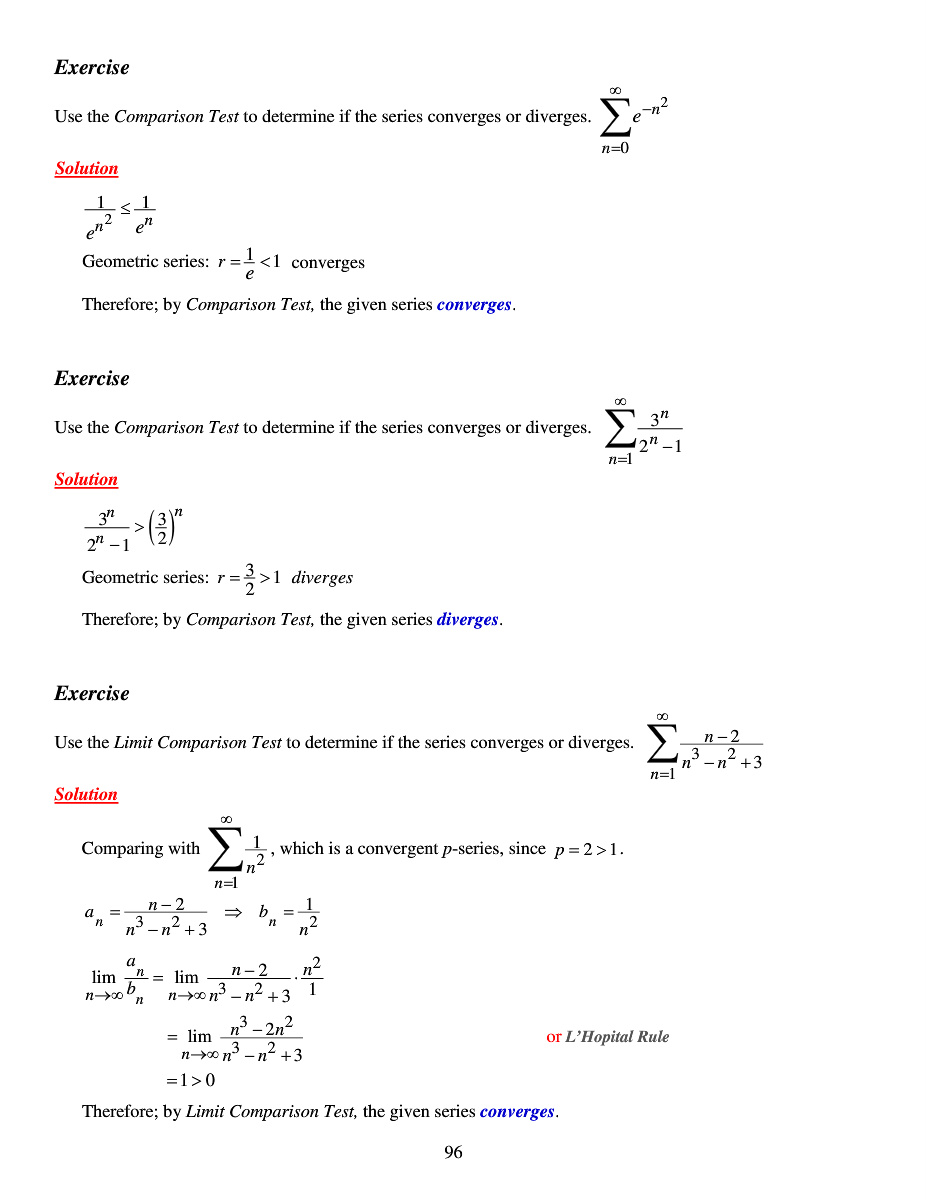 Exercise
Use the Comparison Test to determine if the series converges or diverges. $\sum_{n=0}^{\infty} e^{-n^2}$
Solution
$\frac{1}{e^{n^2}} \le \frac{1}{e^n}$
Geometric series: $r = \frac{1}{e} < 1$ converges
Therefore; by Comparison Test, the given series converges.
Exercise
Use the Comparison Test to determine if the series converges or diverges. $\sum_{n=1}^{\infty} \frac{3^n}{2^n - 1}$
Solution
$\frac{3^n}{2^n - 1} > \left(\frac{3}{2}\right)^n$
Geometric series: $r = \frac{3}{2} > 1$ diverges
Therefore; by Comparison Test, the given series diverges.
Exercise
Use the Limit Comparison Test to determine if the series converges or diverges. $\sum_{n=1}^{\infty} \frac{n-2}{n^3 - n^2 + 3}$
Solution
Comparing with $\sum_{n=1}^{\infty} \frac{1}{n^2}$, which is a convergent p-series, since $p = 2 > 1$.
$a_n = \frac{n-2}{n^3 - n^2 + 3} \Rightarrow b_n = \frac{1}{n^2}$
$\lim_{n \to \infty} \frac{a_n}{b_n} = \lim_{n \to \infty} \frac{n-2}{n^3 - n^2 + 3} \cdot \frac{n^2}{1}$
$= \lim_{n \to \infty} \frac{n^3 - 2n^2}{n^3 - n^2 + 3}$ or L'Hopital Rule
$= 1 > 0$
Therefore; by Limit Comparison Test, the given series converges.
96